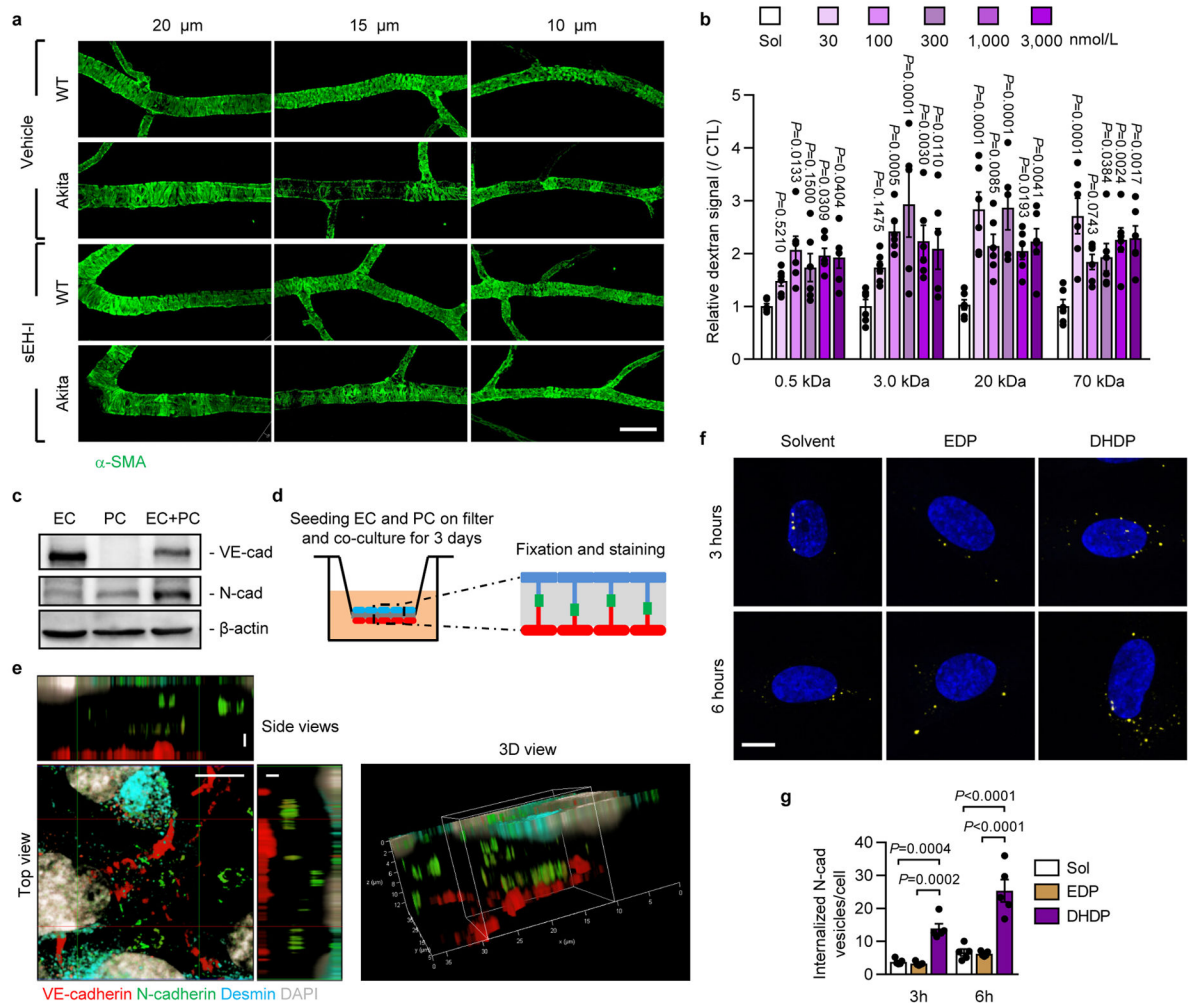 a
20 µm 15 µm 10 µm
Vehicle
WT
Akita
sEH-I
WT
Akita
α-SMA
b
Sol 30 100 300 1,000 3,000 nmol/L
Relative dextran signal (/ CTL)
5
4
3
2
1
0
P=0.5210
P=0.0133
P=0.1500
P=0.0309
P=0.0404
P=0.1475
P=0.0005
P=0.0001
P=0.0030
P=0.0110
P=0.0001
P=0.0085
P=0.0001
P=0.0193
P=0.0041
P=0.0001
P=0.0743
P=0.0384
P=0.0024
P=0.0017
0.5 kDa 3.0 kDa 20 kDa 70 kDa
c
EC PC EC+PC
- VE-cad
- N-cad
- β-actin
d
Seeding EC and PC on filter
and co-culture for 3 days
Fixation and staining
e
Side views
Top view
3D view
VE-cadherin N-cadherin Desmin DAPI
f
Solvent EDP DHDP
3 hours
6 hours
g
P<0.0001
P<0.0001
P=0.0004
P=0.0002
Internalized N-cad
vesicles/cell
40
30
20
10
0
3h 6h
Sol
EDP
DHDP